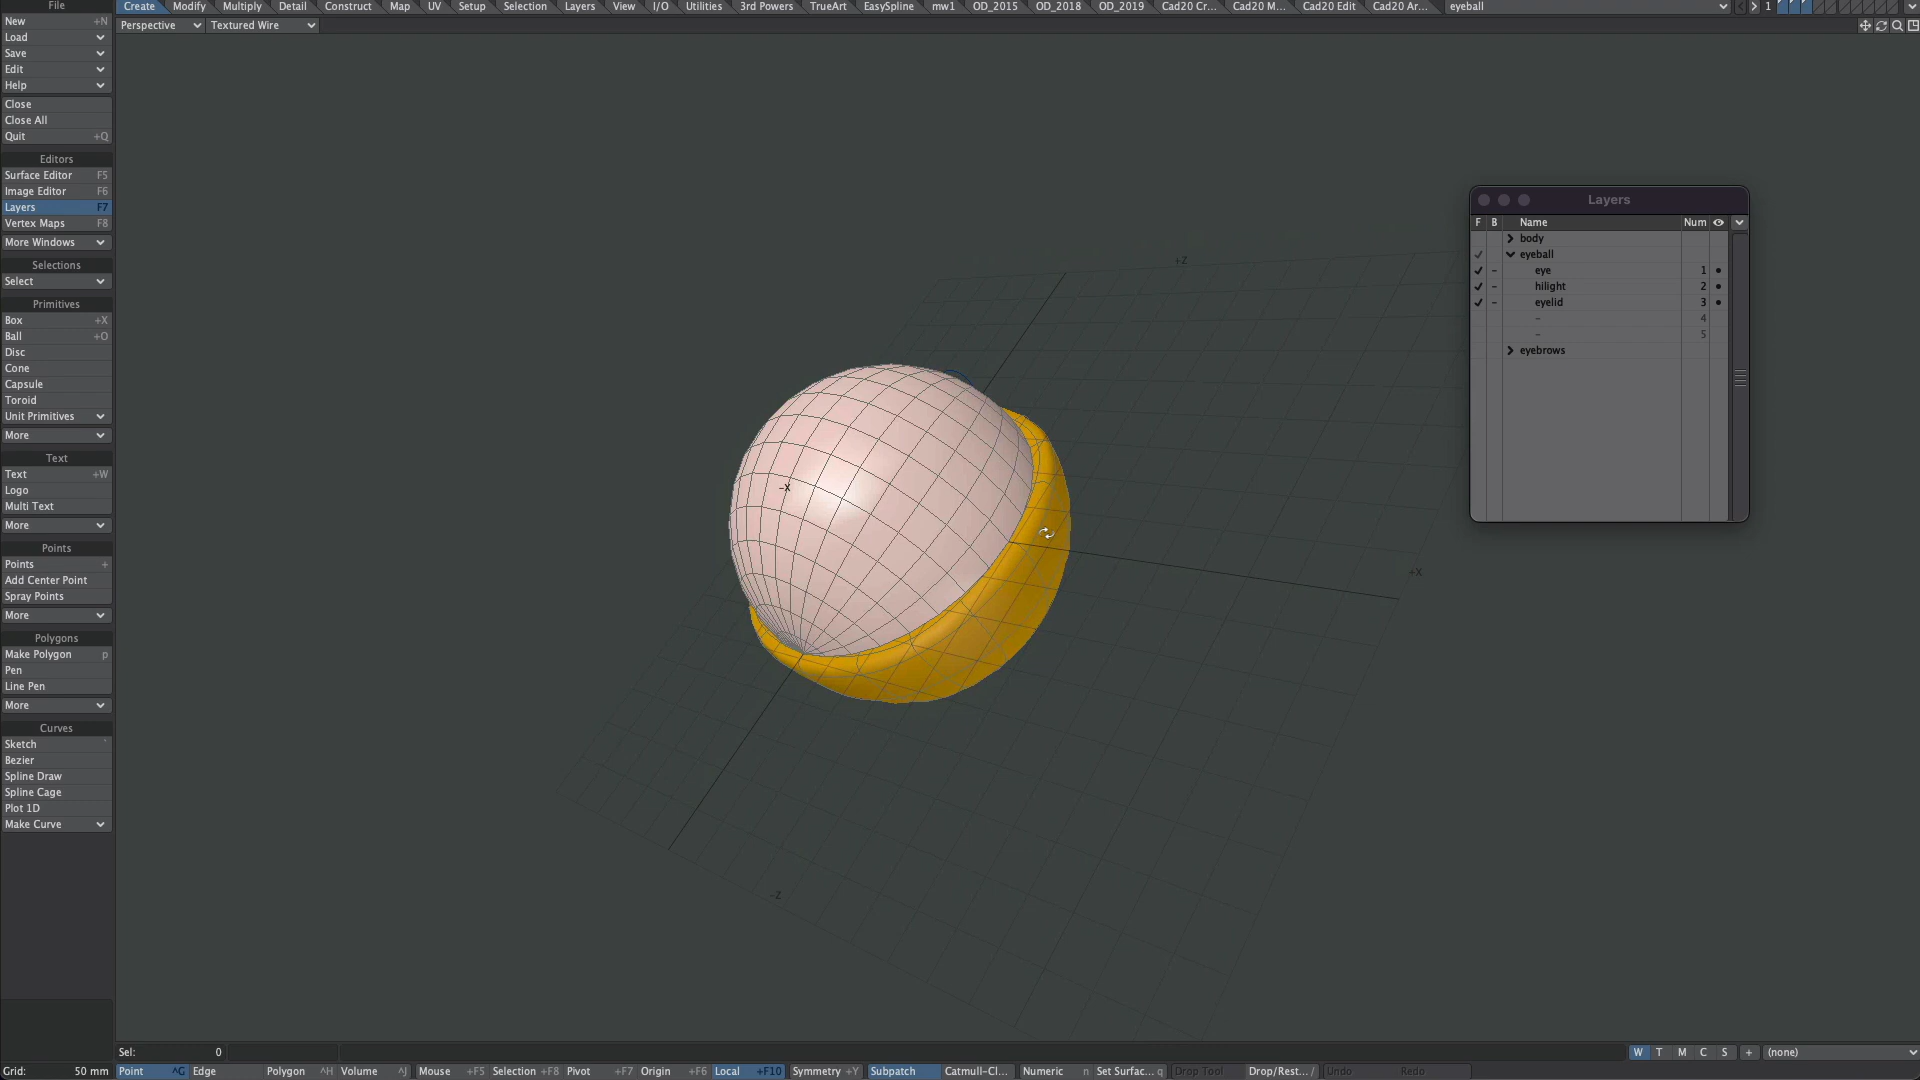 File
New +N
Load
Save
Edit
Help
Close
Close All
Quit +Q
Editors
Surface Editor F5
Image Editor F6
Layers F7
Vertex Maps F8
More Windows
Selections
Select
Primitives
Box +X
Ball +O
Disc
Cone
Capsule
Toroid
Unit Primitives
More
Text
Text +W
Logo
Multi Text
More
Points
Points +
Add Center Point
Spray Points
More
Polygons
Make Polygon p
Pen
Line Pen
More
Curves
Sketch `
Bezier
Spline Draw
Spline Cage
Plot 1D
Make Curve
Create Modify Multiply Detail Construct Map UV Setup Selection Layers View I/O Utilities 3rd Powers TrueArt EasySpline mw1 OD_2015 OD_2018 OD_2019 Cad20 Cr... Cad20 M... Cad20 Edit Cad20 Ar... eyeball 1
Perspective Textured Wire
+Z
-X
+X
-Z
Layers
F B Name Num
body
eyeball
eye 1
hilight 2
eyelid 3
- 4
- 5
eyebrows
Sel: 0 W T M C S + (none)
Grid: 50 mm Point ^G Edge Polygon ^H Volume ^J Mouse +F5 Selection +F8 Pivot +F7 Origin +F6 Local +F10 Symmetry +Y Subpatch Catmull-Cl... Numeric n Set Surfac... q Drop Tool Drop/Rest... / Undo Redo